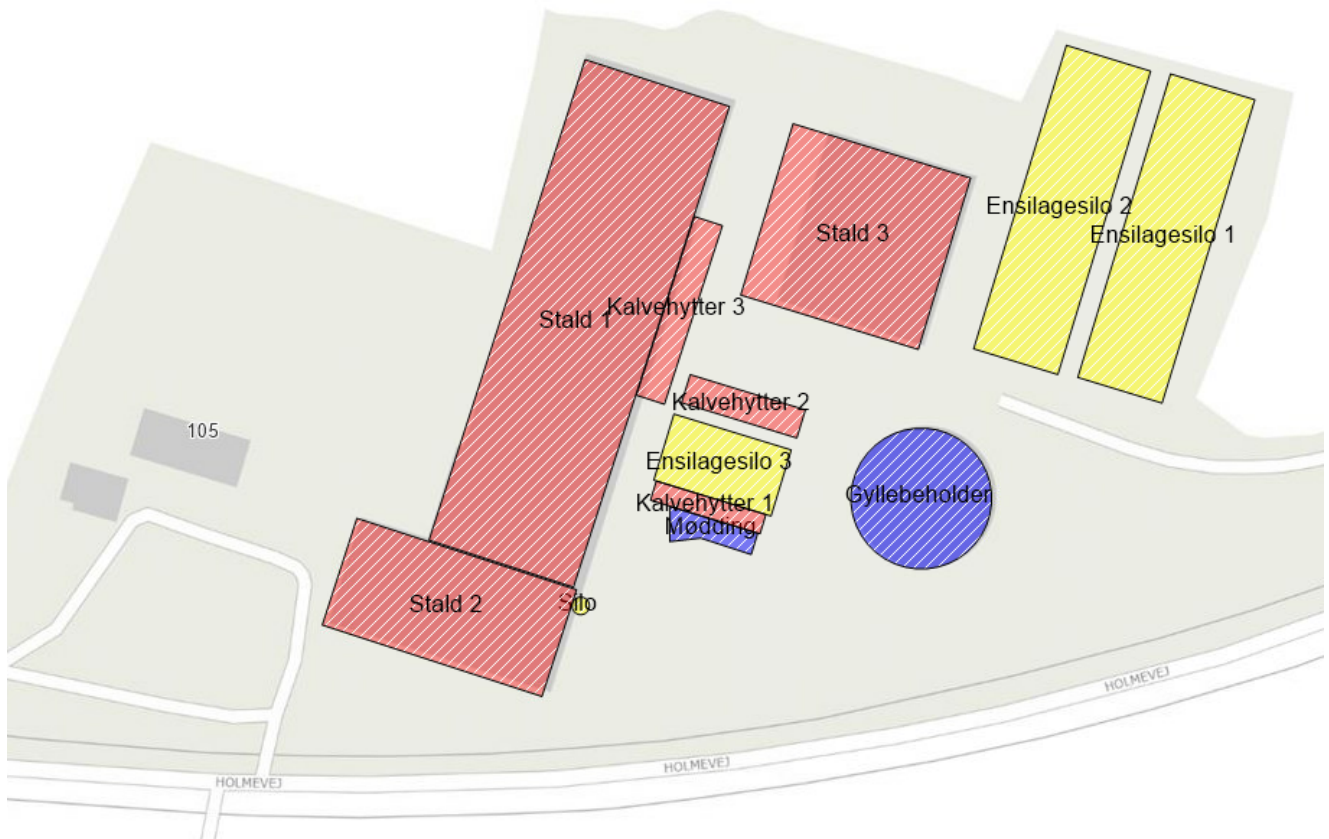 Ensilagesilo 2
Stald 3
Ensilagesilo 1
Kalvehytter 3
Stald 1
Kalvehytter 2
105
Ensilagesilo 3
Gyllebeholder
Kalvehytter 1
Mødding
Silo
Stald 2
HOLMEVEJ
HOLMEVEJ
HOLMEVEJ